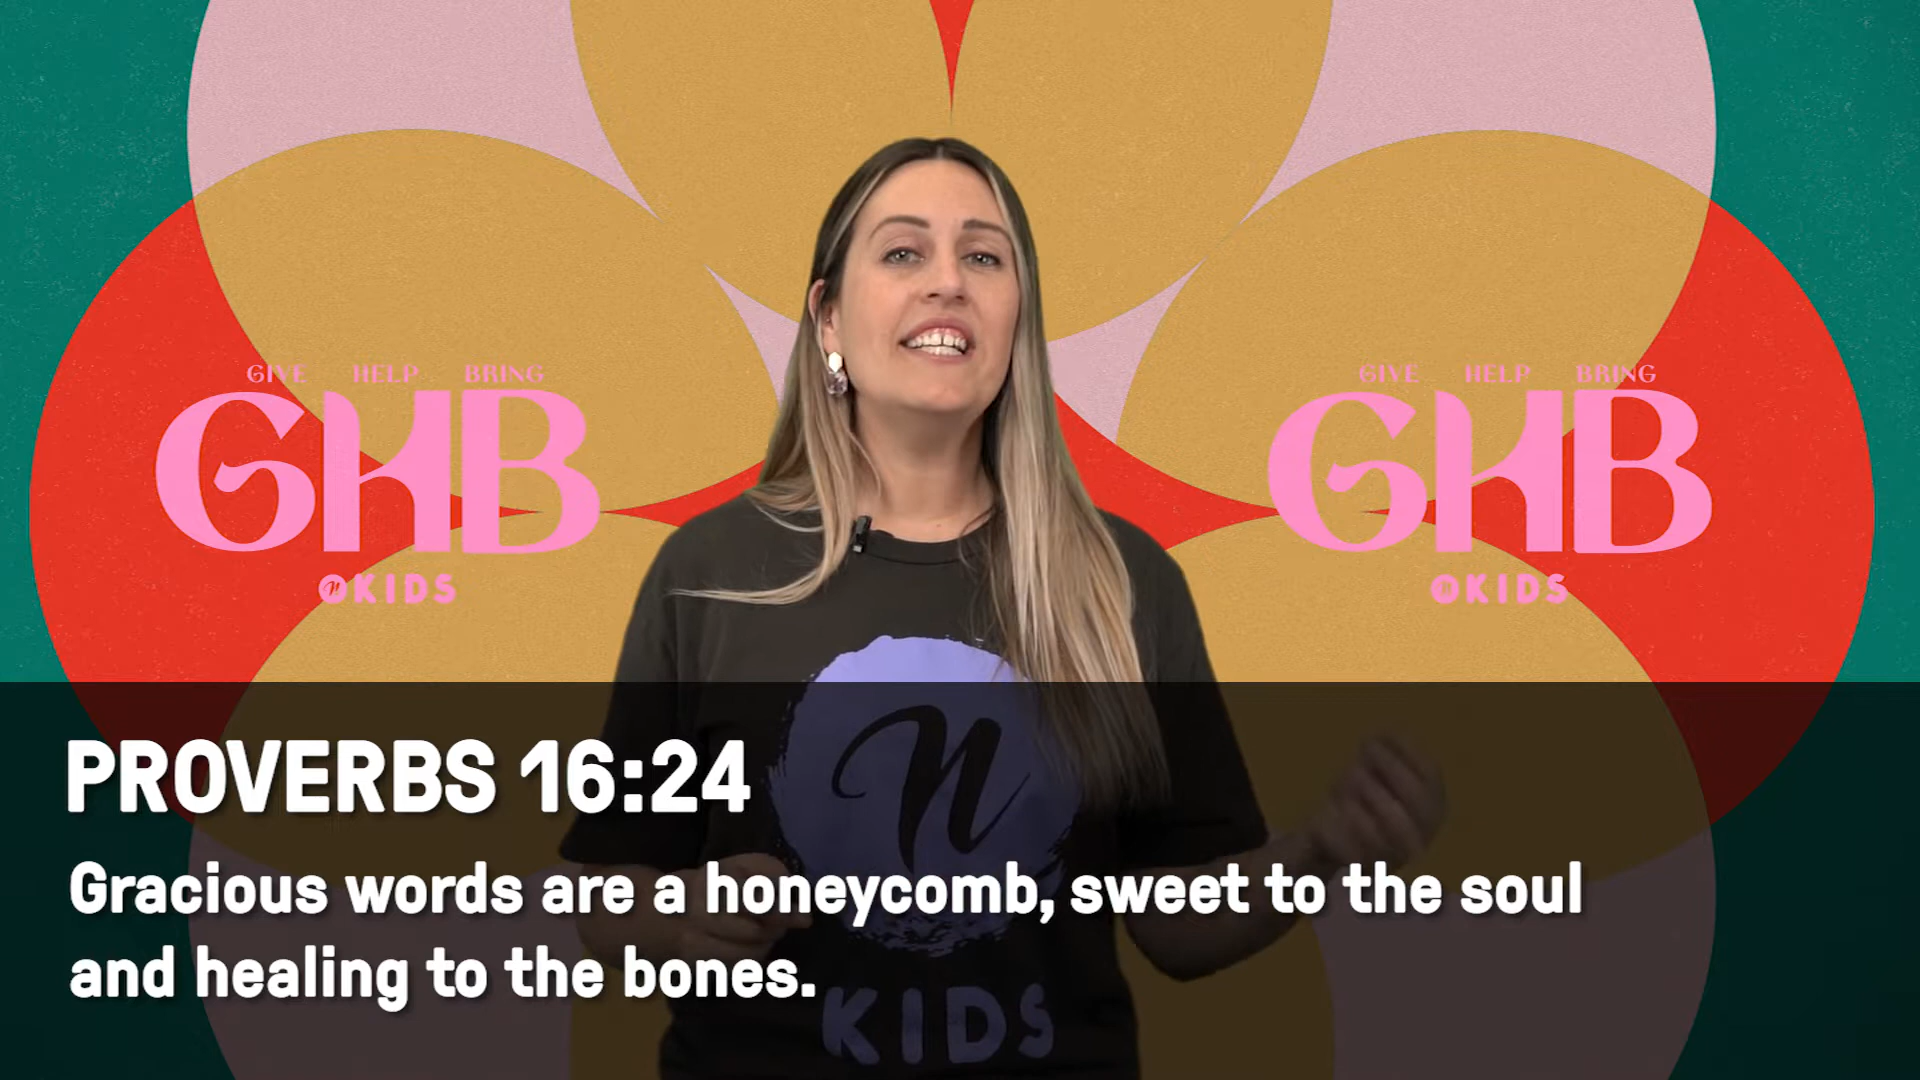 GIVE HELP BRING
GHB
n KIDS
GIVE HELP BRING
GHB
n KIDS
n
KIDS
PROVERBS 16:24
Gracious words are a honeycomb, sweet to the soul
and healing to the bones.